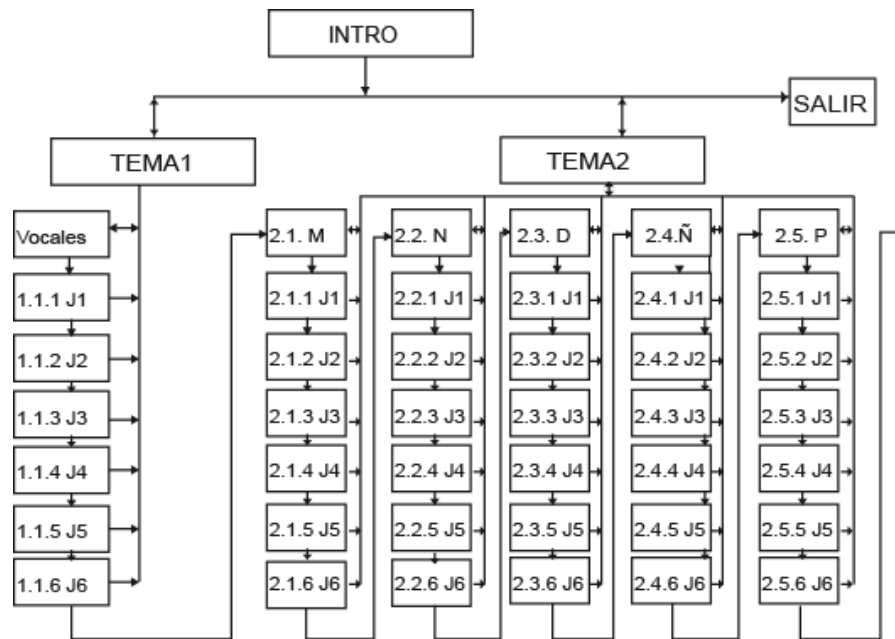 INTRO
SALIR
TEMA1
TEMA2
Vocales
2.1. M
2.2. N
2.3. D
2.4.Ñ
2.5. P
1.1.1 J1
2.1.1 J1
2.2.1 J1
2.3.1 J1
2.4.1 J1
2.5.1 J1
1.1.2 J2
2.1.2 J2
2.2.2 J2
2.3.2 J2
2.4.2 J2
2.5.2 J2
1.1.3 J3
2.1.3 J3
2.2.3 J3
2.3.3 J3
2.4.3 J3
2.5.3 J3
1.1.4 J4
2.1.4 J4
2.2.4 J4
2.3.4 J4
2.4.4 J4
2.5.4 J4
1.1.5 J5
2.1.5 J5
2.2.5 J5
2.3.5 J5
2.4.5 J5
2.5.5 J5
1.1.6 J6
2.1.6 J6
2.2.6 J6
2.3.6 J6
2.4.6 J6
2.5.6 J6